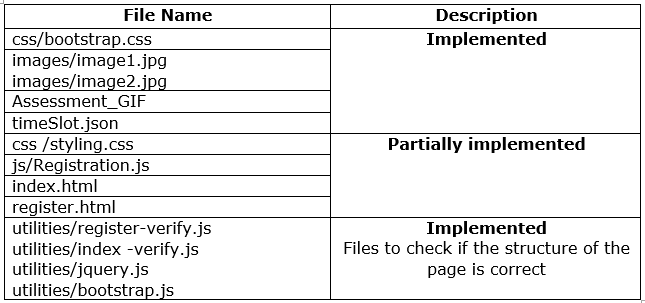 File Name Description
css/bootstrap.css Implemented
images/image1.jpg
images/image2.jpg
Assessment_GIF
timeSlot.json
css /styling.css Partially implemented
js/Registration.js
index.html
register.html
utilities/register-verify.js Implemented
utilities/index -verify.js Files to check if the structure of the
utilities/jquery.js page is correct
utilities/bootstrap.js